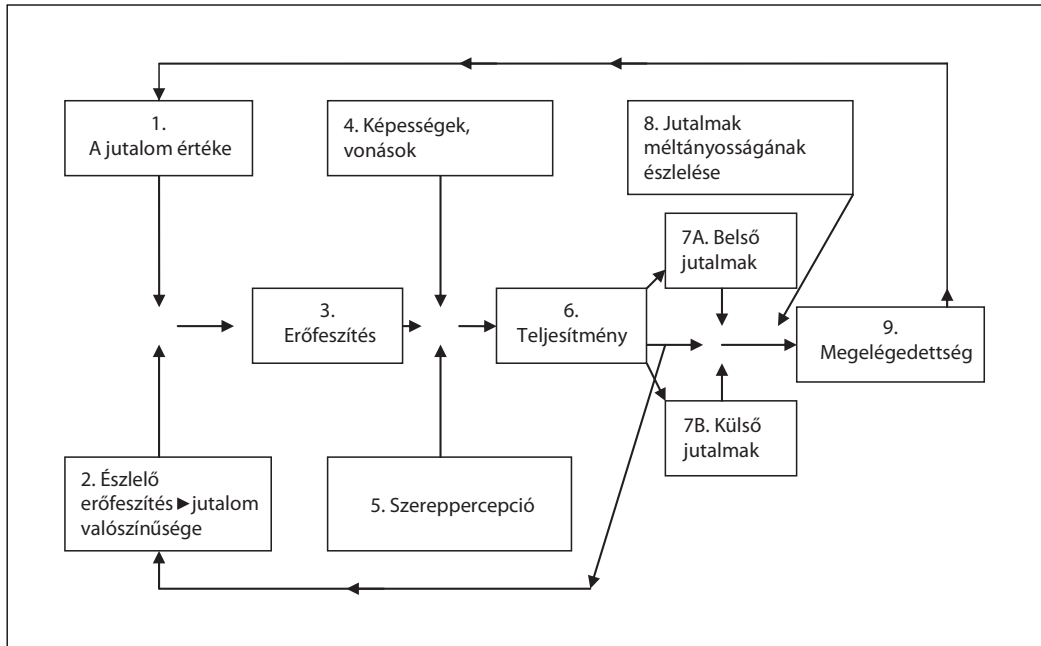 1.
A jutalom értéke
4. Képességek,
vonások
8. Jutalmak
méltányosságának
észlelése
7A. Belső
jutalmak
3.
Erőfeszítés
6.
Teljesítmény
9.
Megelégedettség
7B. Külső
jutalmak
2. Észlelő
erőfeszítés ►jutalom
valószínűsége
5. Szereppercepció